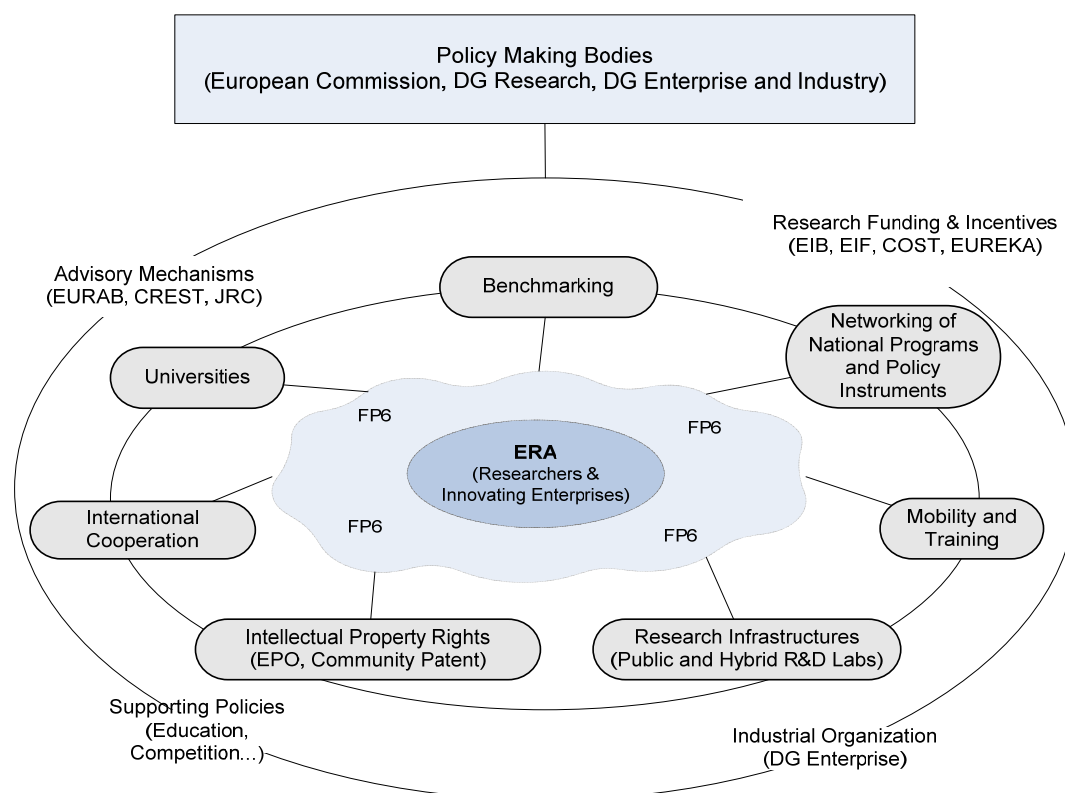 Policy Making Bodies
(European Commission, DG Research, DG Enterprise and Industry)
Research Funding & Incentives
(EIB, EIF, COST, EUREKA)
Advisory Mechanisms
(EURAB, CREST, JRC)
Benchmarking
Networking of
National Programs
and Policy
Instruments
Universities
FP6
FP6
ERA
(Researchers &
Innovating Enterprises)
International
Cooperation
FP6
FP6
Mobility and
Training
Intellectual Property Rights
(EPO, Community Patent)
Research Infrastructures
(Public and Hybrid R&D Labs)
Supporting Policies
(Education,
Competition...)
Industrial Organization
(DG Enterprise)